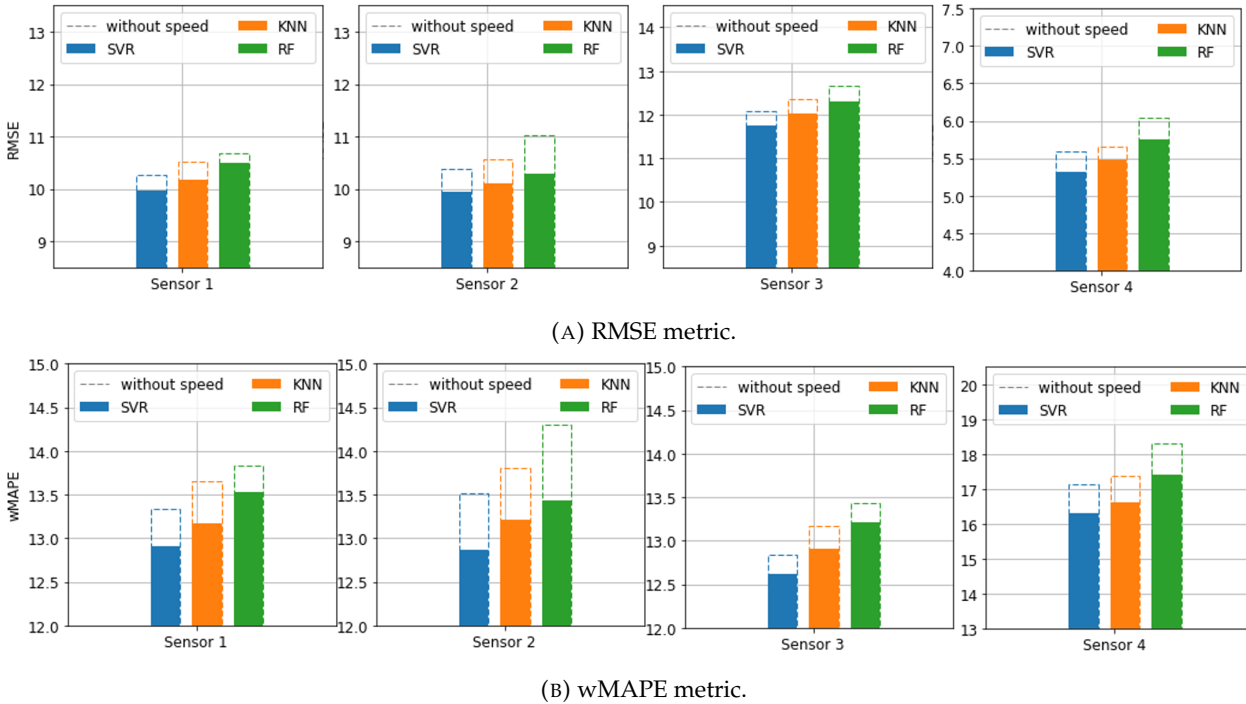 without speed KNN
SVR RF
13
12
11
10
9
RMSE
Sensor 1
without speed KNN
SVR RF
13
12
11
10
9
Sensor 2
without speed KNN
SVR RF
14
13
12
11
10
9
Sensor 3
without speed KNN
SVR RF
7.5
7.0
6.5
6.0
5.5
5.0
4.5
4.0
Sensor 4
(A) RMSE metric.
without speed KNN
SVR RF
15.0
14.5
14.0
13.5
13.0
12.5
12.0
wMAPE
Sensor 1
without speed KNN
SVR RF
15.0
14.5
14.0
13.5
13.0
12.5
12.0
Sensor 2
without speed KNN
SVR RF
15.0
14.5
14.0
13.5
13.0
12.5
12.0
Sensor 3
without speed KNN
SVR RF
20
19
18
17
16
15
14
13
Sensor 4
(B) wMAPE metric.